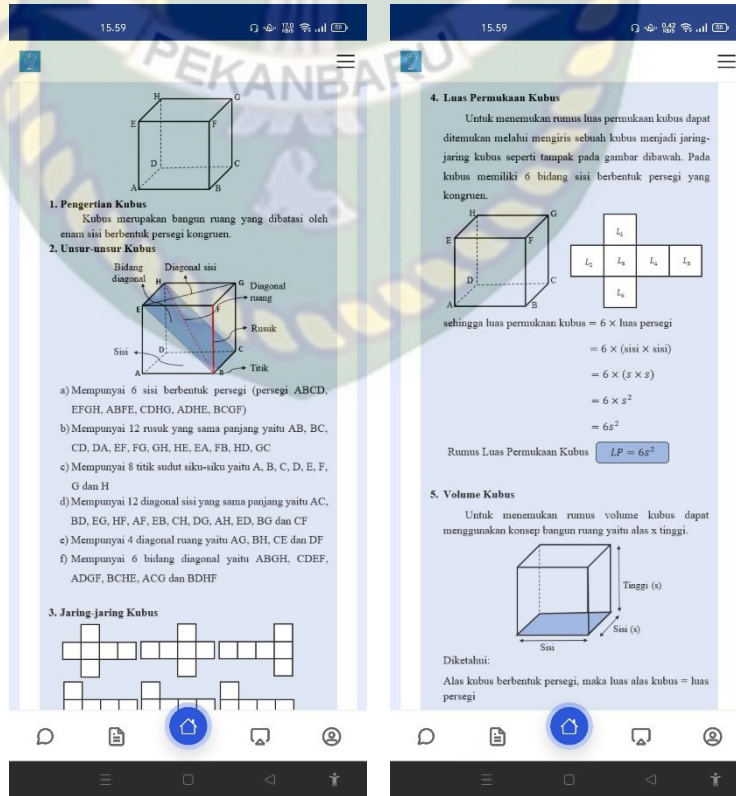 PEKANBARU
15.59
17.0 KB/S
58
H
G
E
F
D
C
A
B
1. Pengertian Kubus
Kubus merupakan bangun ruang yang dibatasi oleh
enam sisi berbentuk persegi kongruen.
2. Unsur-unsur Kubus
Bidang
diagonal
Diagonal sisi
H
G
Diagonal
ruang
E
F
Rusuk
Sisi
D
C
A
B
Titik
a) Mempunyai 6 sisi berbentuk persegi (persegi ABCD,
EFGH, ABFE, CDHG, ADHE, BCGF)
b) Mempunyai 12 rusuk yang sama panjang yaitu AB, BC,
CD, DA, EF, FG, GH, HE, EA, FB, HD, GC
c) Mempunyai 8 titik sudut siku-siku yaitu A, B, C, D, E, F,
G dan H
d) Mempunyai 12 diagonal sisi yang sama panjang yaitu AC,
BD, EG, HF, AF, EB, CH, DG, AH, ED, BG dan CF
e) Mempunyai 4 diagonal ruang yaitu AG, BH, CE dan DF
f) Mempunyai 6 bidang diagonal yaitu ABGH, CDEF,
ADGF, BCHE, ACG dan BDHF
3. Jaring-jaring Kubus
15.59
0.42 KB/S
58
4. Luas Permukaan Kubus
Untuk menemukan rumus luas permukaan kubus dapat
ditemukan melalui mengiris sebuah kubus menjadi jaring-
jaring kubus seperti tampak pada gambar dibawah. Pada
kubus memiliki 6 bidang sisi berbentuk persegi yang
kongruen.
H
G
E
F
D
C
A
B
L₁
L₂
L₄
L₆
sehingga luas permukaan kubus = 6 × luas persegi
= 6 × (sisi × sisi)
= 6 × (s × s)
= 6 × s²
= 6s²
Rumus Luas Permukaan Kubus LP = 6s²
5. Volume Kubus
Untuk menemukan rumus volume kubus dapat
menggunakan konsep bangun ruang yaitu alas x tinggi.
Tinggi (s)
Sisi (s)
Sisi
Diketahui:
Alas kubus berbentuk persegi, maka luas alas kubus = luas
persegi